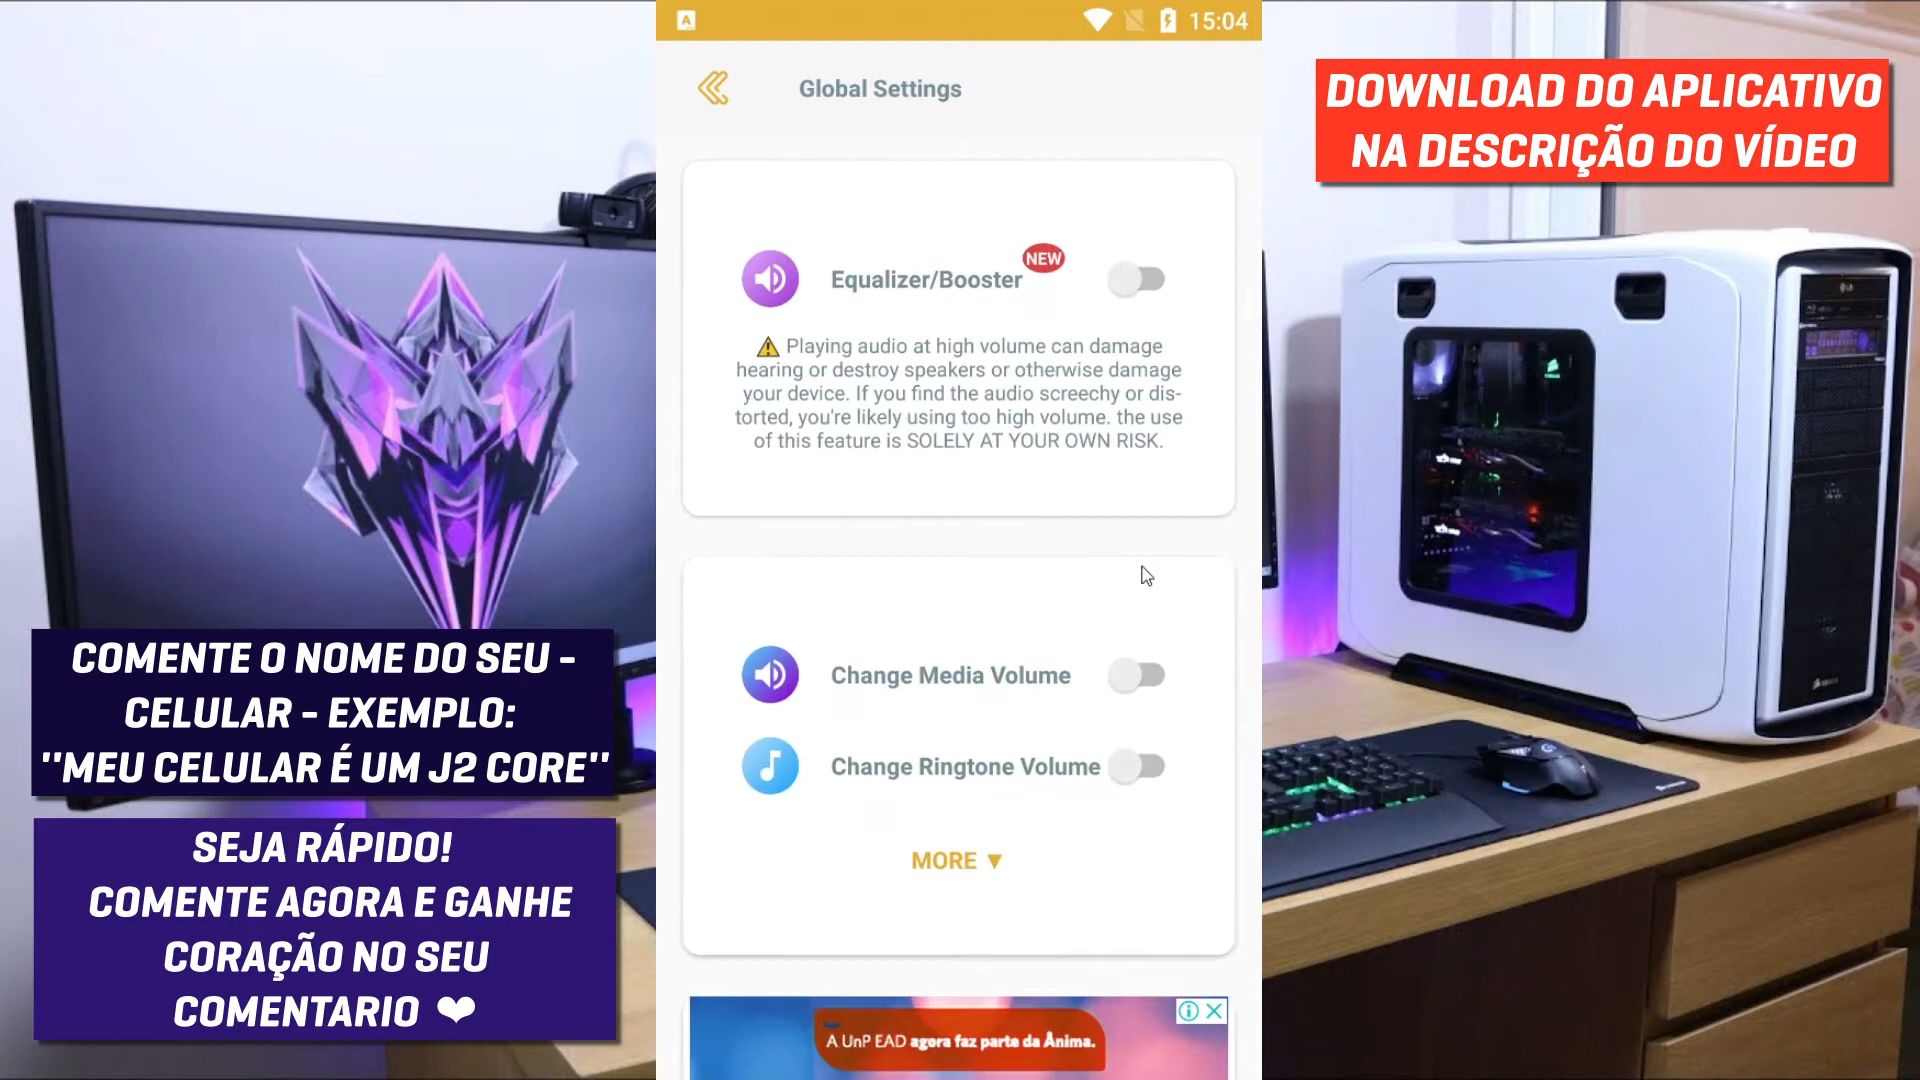 15:04
Global Settings
DOWNLOAD DO APLICATIVO
NA DESCRIÇÃO DO VÍDEO
NEW
Equalizer/Booster
⚠ Playing audio at high volume can damage
hearing or destroy speakers or otherwise damage
your device. If you find the audio screechy or dis-
torted, you're likely using too high volume. the use
of this feature is SOLELY AT YOUR OWN RISK.
Change Media Volume
Change Ringtone Volume
MORE ▼
COMENTE O NOME DO SEU -
CELULAR - EXEMPLO:
"MEU CELULAR É UM J2 CORE"
SEJA RÁPIDO!
COMENTE AGORA E GANHE
CORAÇÃO NO SEU
COMENTARIO ❤
A UnP EAD agora faz parte da Ânima.